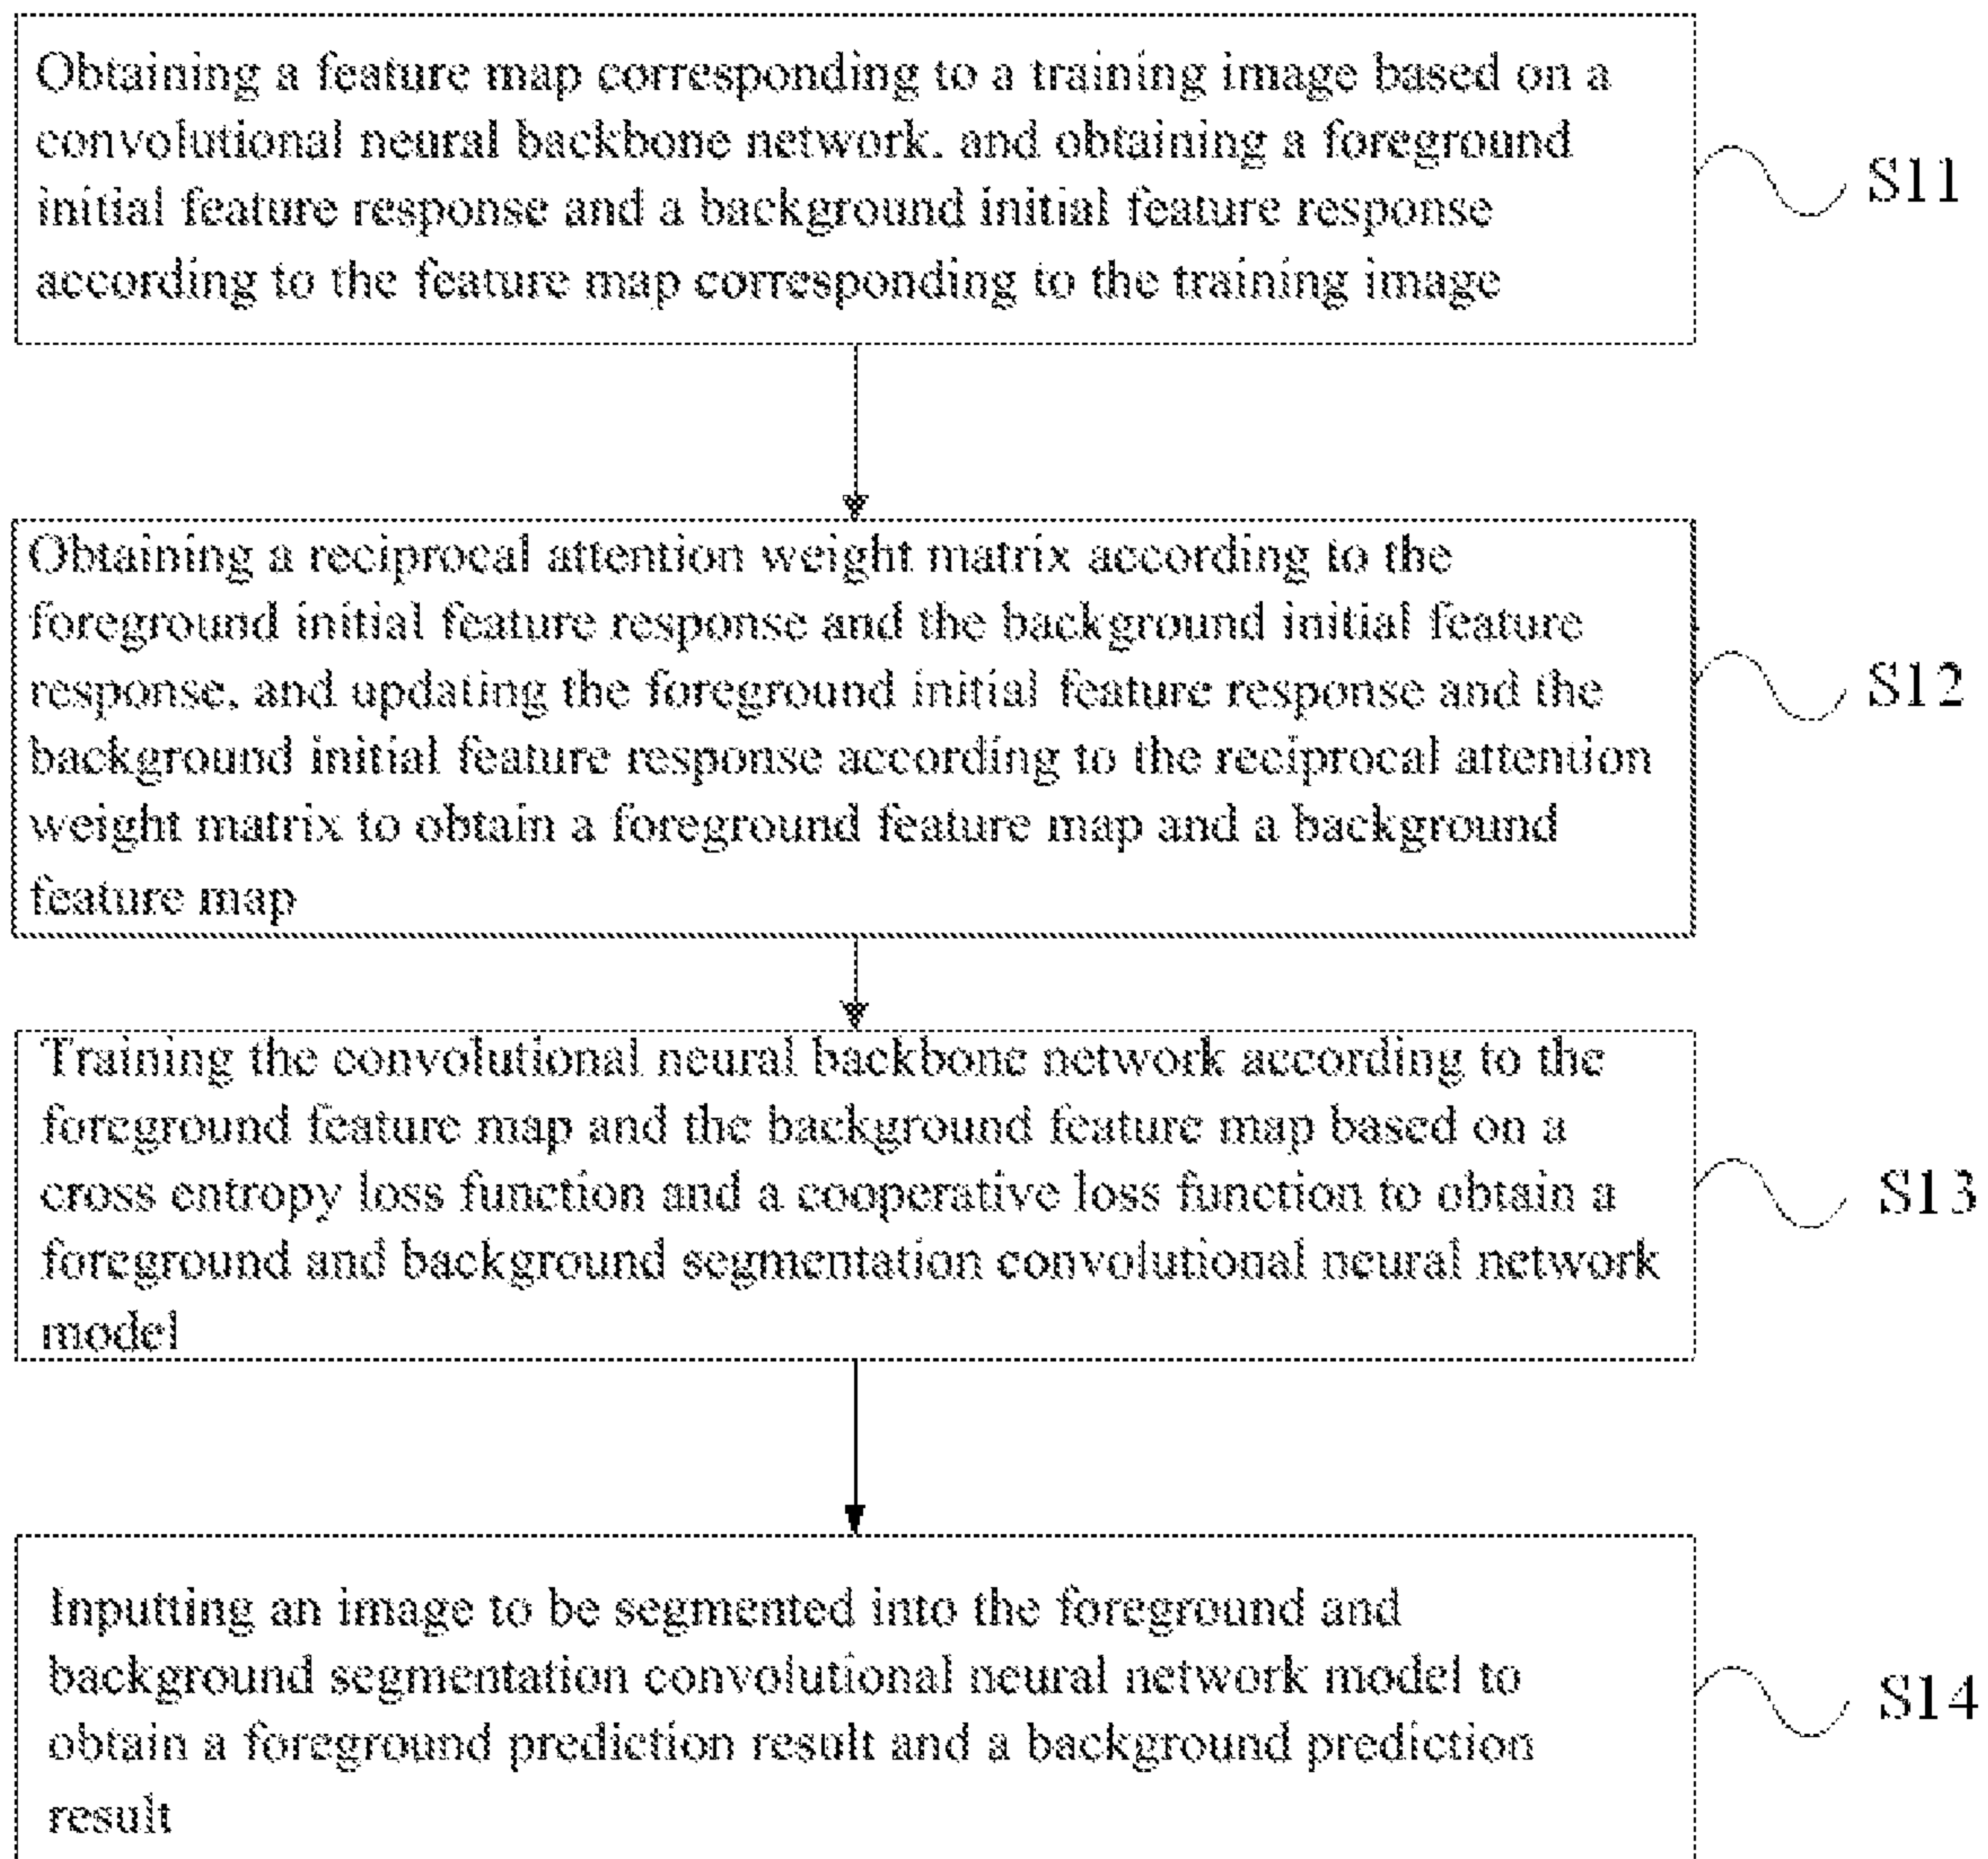 Obtaining a feature map corresponding to a training image based on a
convolutional neural backbone network, and obtaining a foreground
initial feature response and a background initial feature response
according to the feature map corresponding to the training image
S11
Obtaining a reciprocal attention weight matrix according to the
foreground initial feature response and the background initial feature
response, and updating the foreground initial feature response and the
background initial feature response according to the reciprocal attention
weight matrix to obtain a foreground feature map and a background
feature map
S12
Training the convolutional neural backbone network according to the
foreground feature map and the background feature map based on a
cross entropy loss function and a cooperative loss function to obtain a
foreground and background segmentation convolutional neural network
model
S13
Inputting an image to be segmented into the foreground and
background segmentation convolutional neural network model to
obtain a foreground prediction result and a background prediction
result
S14